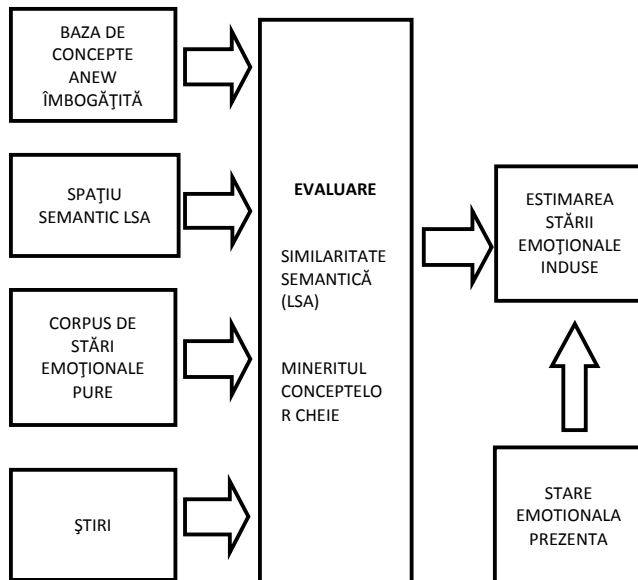 BAZA DE
CONCEPTE
ANEW
ÎMBOGĂŢITĂ
SPAŢIU
SEMANTIC LSA
CORPUS DE
STĂRI
EMOŢIONALE
PURE
ŞTIRI
EVALUARE
SIMILARITATE
SEMANTICĂ
(LSA)
MINERITUL
CONCEPTELO
R CHEIE
ESTIMAREA
STĂRII
EMOŢIONALE
INDUSE
STARE
EMOTIONALA
PREZENTA